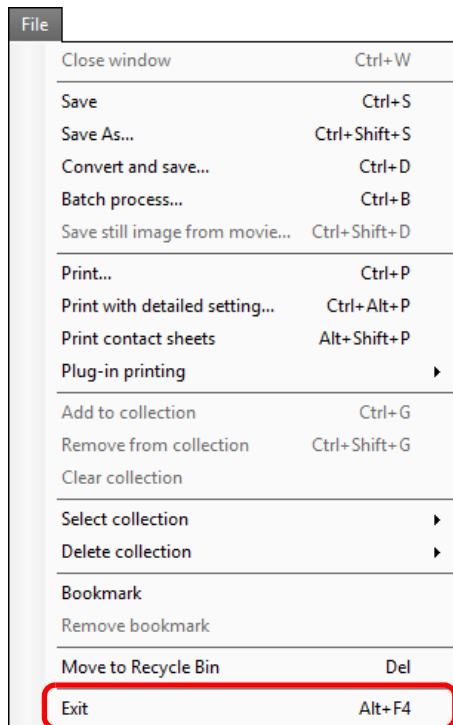 File
Close window Ctrl+W
Save Ctrl+S
Save As... Ctrl+Shift+S
Convert and save... Ctrl+D
Batch process... Ctrl+B
Save still image from movie... Ctrl+Shift+D
Print... Ctrl+P
Print with detailed setting... Ctrl+Alt+P
Print contact sheets Alt+Shift+P
Plug-in printing
Add to collection Ctrl+G
Remove from collection Ctrl+Shift+G
Clear collection
Select collection
Delete collection
Bookmark
Remove bookmark
Move to Recycle Bin Del
Exit Alt+F4